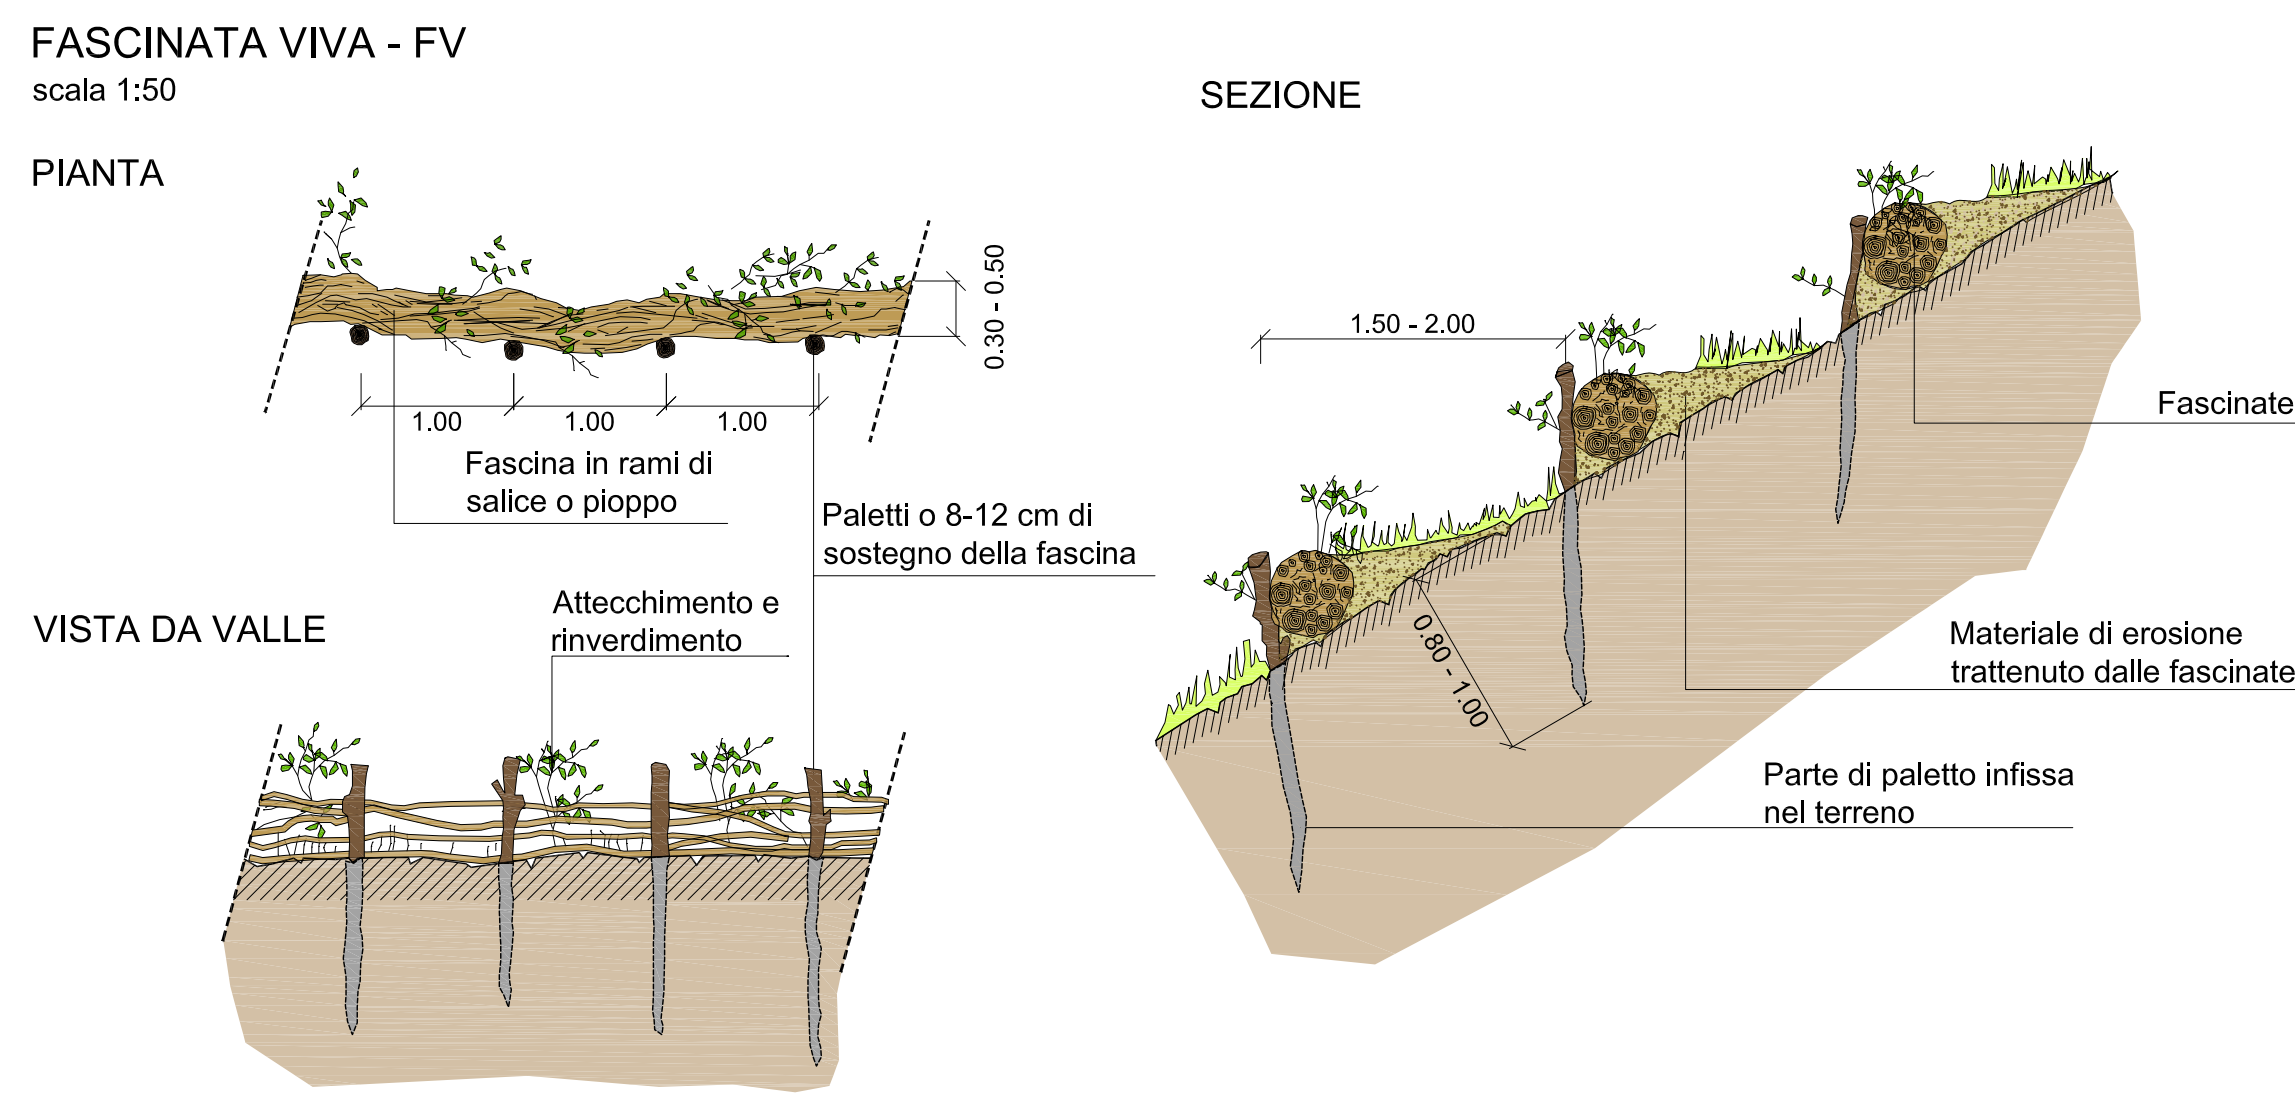 FASCINATA VIVA - FV
scala 1:50
SEZIONE
PIANTA
0.30 - 0.50
1.00
1.00
1.00
Fascina in rami di
salice o pioppo
Paletti o 8-12 cm di
sostegno della fascina
1.50 - 2.00
Fascinate
0.80 - 1.00
Materiale di erosione
trattenuto dalle fascinate
Parte di paletto infissa
nel terreno
VISTA DA VALLE
Attecchimento e
rinverdimento